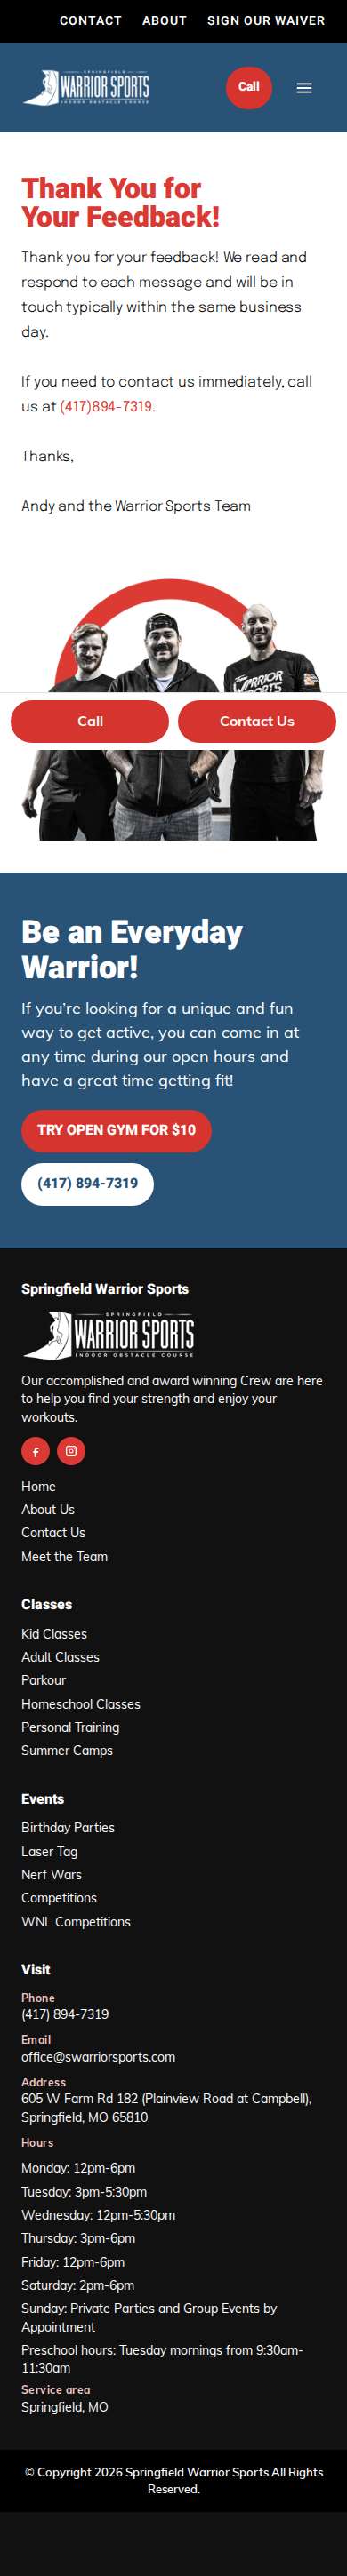 CONTACT ABOUT SIGN OUR WAIVER
SPRINGFIELD
WARRIOR SPORTS
INDOOR OBSTACLE COURSE
Call
Thank You for
Your Feedback!
Thank you for your feedback! We read and
respond to each message and will be in
touch typically within the same business
day.
If you need to contact us immediately, call
us at (417)894-7319.
Thanks,
Andy and the Warrior Sports Team
WARRIOR
Call
Contact Us
Be an Everyday
Warrior!
If you’re looking for a unique and fun
way to get active, you can come in at
any time during our open hours and
have a great time getting fit!
TRY OPEN GYM FOR $10
(417) 894-7319
Springfield Warrior Sports
SPRINGFIELD
WARRIOR SPORTS
INDOOR OBSTACLE COURSE
Our accomplished and award winning Crew are here
to help you find your strength and enjoy your
workouts.
Home
About Us
Contact Us
Meet the Team
Classes
Kid Classes
Adult Classes
Parkour
Homeschool Classes
Personal Training
Summer Camps
Events
Birthday Parties
Laser Tag
Nerf Wars
Competitions
WNL Competitions
Visit
Phone
(417) 894-7319
Email
office@swarriorsports.com
Address
605 W Farm Rd 182 (Plainview Road at Campbell),
Springfield, MO 65810
Hours
Monday: 12pm-6pm
Tuesday: 3pm-5:30pm
Wednesday: 12pm-5:30pm
Thursday: 3pm-6pm
Friday: 12pm-6pm
Saturday: 2pm-6pm
Sunday: Private Parties and Group Events by
Appointment
Preschool hours: Tuesday mornings from 9:30am-
11:30am
Service area
Springfield, MO
© Copyright 2026 Springfield Warrior Sports All Rights
Reserved.